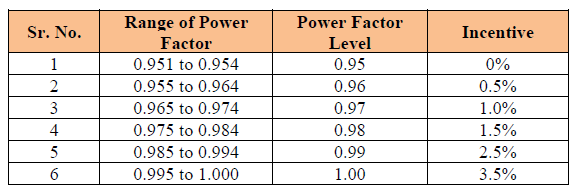 Sr. No. Range of Power Factor Power Factor Level Incentive
1 0.951 to 0.954 0.95 0%
2 0.955 to 0.964 0.96 0.5%
3 0.965 to 0.974 0.97 1.0%
4 0.975 to 0.984 0.98 1.5%
5 0.985 to 0.994 0.99 2.5%
6 0.995 to 1.000 1.00 3.5%